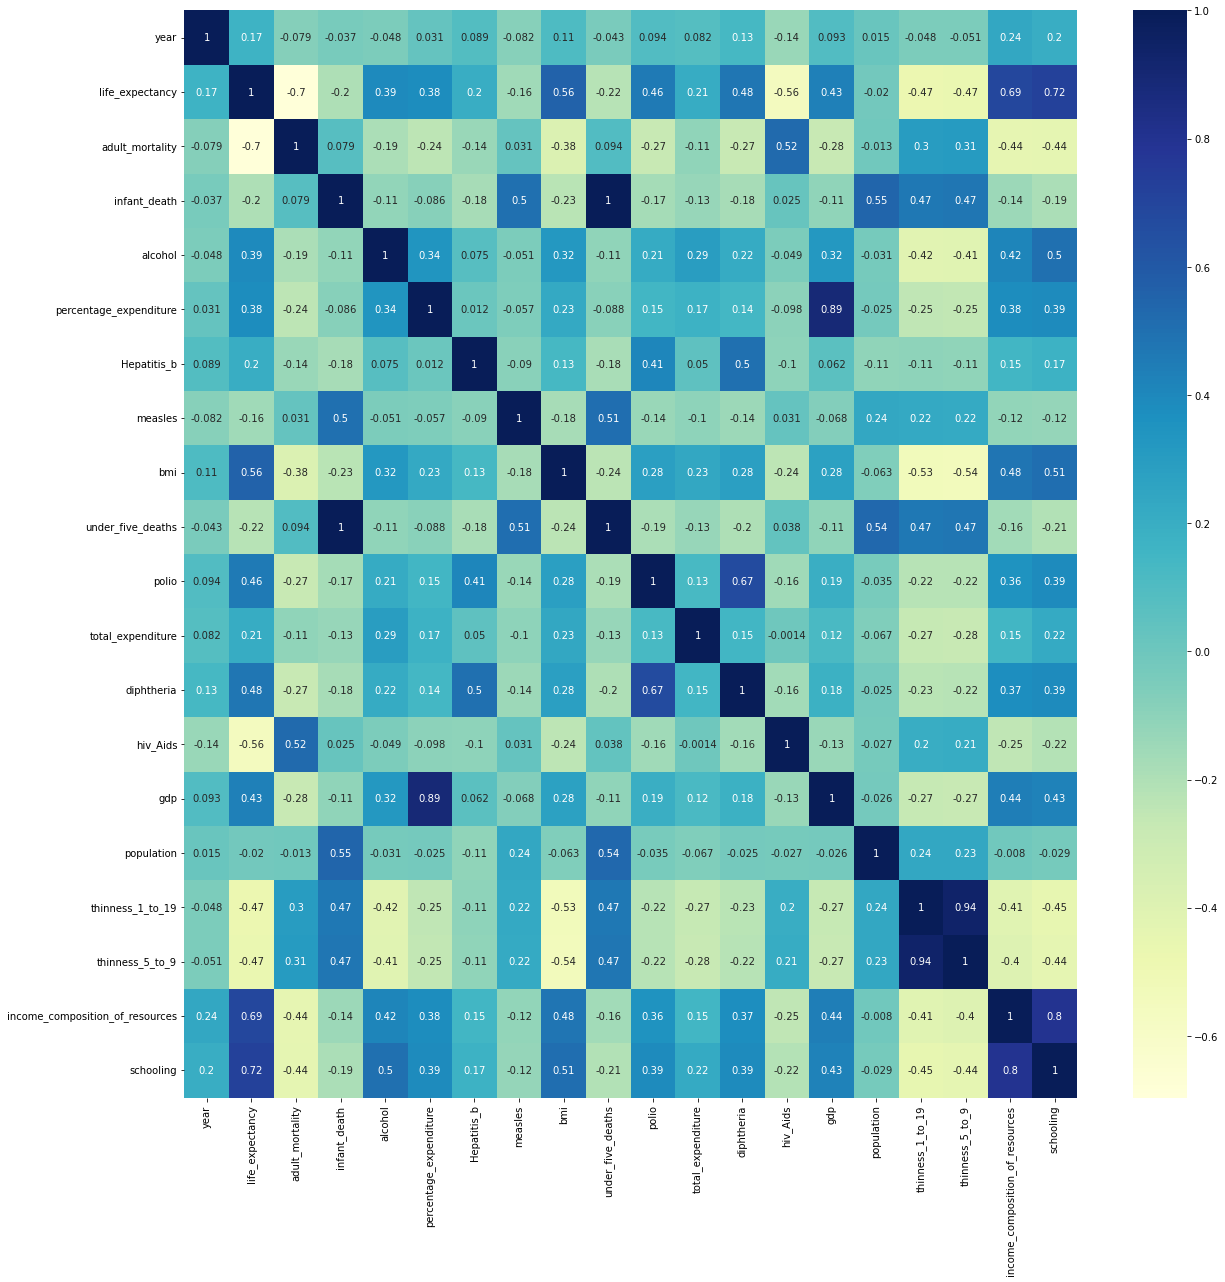 year 1 0.17 -0.079 -0.037 -0.048 0.031 0.089 -0.082 0.11 -0.043 0.094 0.082 0.13 -0.14 0.093 0.015 -0.048 -0.051 0.24 0.2
life_expectancy 0.17 1 -0.7 -0.2 0.39 0.38 0.2 -0.16 0.56 -0.22 0.46 0.21 0.48 -0.56 0.43 -0.02 -0.47 -0.47 0.69 0.72
adult_mortality -0.079 -0.7 1 0.079 -0.19 -0.24 -0.14 0.031 -0.38 0.094 -0.27 -0.11 -0.27 0.52 -0.28 -0.013 0.3 0.31 -0.44 -0.44
infant_death -0.037 -0.2 0.079 1 -0.11 -0.086 -0.18 0.5 -0.23 1 -0.17 -0.13 -0.18 0.025 -0.11 0.55 0.47 0.47 -0.14 -0.19
alcohol -0.048 0.39 -0.19 -0.11 1 0.34 0.075 -0.051 0.32 -0.11 0.21 0.29 0.22 -0.049 0.32 -0.031 -0.42 -0.41 0.42 0.5
percentage_expenditure 0.031 0.38 -0.24 -0.086 0.34 1 0.012 -0.057 0.23 -0.088 0.15 0.17 0.14 -0.098 0.89 -0.025 -0.25 -0.25 0.38 0.39
Hepatitis_b 0.089 0.2 -0.14 -0.18 0.075 0.012 1 -0.09 0.13 -0.18 0.41 0.05 0.5 -0.1 0.062 -0.11 -0.11 -0.11 0.15 0.17
measles -0.082 -0.16 0.031 0.5 -0.051 -0.057 -0.09 1 -0.18 0.51 -0.14 -0.1 -0.14 0.031 -0.068 0.24 0.22 0.22 -0.12 -0.12
bmi 0.11 0.56 -0.38 -0.23 0.32 0.23 0.13 -0.18 1 -0.24 0.28 0.23 0.28 -0.24 0.28 -0.063 -0.53 -0.54 0.48 0.51
under_five_deaths -0.043 -0.22 0.094 1 -0.11 -0.088 -0.18 0.51 -0.24 1 -0.19 -0.13 -0.2 0.038 -0.11 0.54 0.47 0.47 -0.16 -0.21
polio 0.094 0.46 -0.27 -0.17 0.21 0.15 0.41 -0.14 0.28 -0.19 1 0.13 0.67 -0.16 0.19 -0.035 -0.22 -0.22 0.36 0.39
total_expenditure 0.082 0.21 -0.11 -0.13 0.29 0.17 0.05 -0.1 0.23 -0.13 0.13 1 0.15 -0.0014 0.12 -0.067 -0.27 -0.28 0.15 0.22
diphtheria 0.13 0.48 -0.27 -0.18 0.22 0.14 0.5 -0.14 0.28 -0.2 0.67 0.15 1 -0.16 0.18 -0.025 -0.23 -0.22 0.37 0.39
hiv_Aids -0.14 -0.56 0.52 0.025 -0.049 -0.098 -0.1 0.031 -0.24 0.038 -0.16 -0.0014 -0.16 1 -0.13 -0.027 0.2 0.21 -0.25 -0.22
gdp 0.093 0.43 -0.28 -0.11 0.32 0.89 0.062 -0.068 0.28 -0.11 0.19 0.12 0.18 -0.13 1 -0.026 -0.27 -0.27 0.44 0.43
population 0.015 -0.02 -0.013 0.55 -0.031 -0.025 -0.11 0.24 -0.063 0.54 -0.035 -0.067 -0.025 -0.027 -0.026 1 0.24 0.23 -0.008 -0.029
thinness_1_to_19 -0.048 -0.47 0.3 0.47 -0.42 -0.25 -0.11 0.22 -0.53 0.47 -0.22 -0.27 -0.23 0.2 -0.27 0.24 1 0.94 -0.41 -0.45
thinness_5_to_9 -0.051 -0.47 0.31 0.47 -0.41 -0.25 -0.11 0.22 -0.54 0.47 -0.22 -0.28 -0.22 0.21 -0.27 0.23 0.94 1 -0.4 -0.44
income_composition_of_resources 0.24 0.69 -0.44 -0.14 0.42 0.38 0.15 -0.12 0.48 -0.16 0.36 0.15 0.37 -0.25 0.44 -0.008 -0.41 -0.4 1 0.8
schooling 0.2 0.72 -0.44 -0.19 0.5 0.39 0.17 -0.12 0.51 -0.21 0.39 0.22 0.39 -0.22 0.43 -0.029 -0.45 -0.44 0.8 1
year
life_expectancy
adult_mortality
infant_death
alcohol
percentage_expenditure
Hepatitis_b
measles
bmi
under_five_deaths
polio
total_expenditure
diphtheria
hiv_Aids
gdp
population
thinness_1_to_19
thinness_5_to_9
income_composition_of_resources
schooling
1.0
0.8
0.6
0.4
0.2
0.0
−0.2
−0.4
−0.6